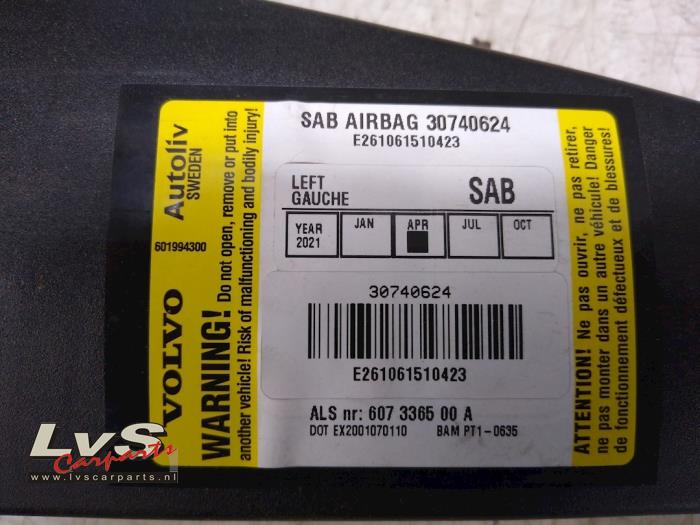 VOLVO
601994300
Autoliv
SWEDEN
WARNING! Do not open, remove or put into
another vehicle! Risk of malfunctioning and bodily injury!
SAB AIRBAG 30740624
E261061510423
LEFT
GAUCHE
SAB
YEAR
2021
JAN
APR
JUL
OCT
30740624
E261061510423
ALS nr: 607 3365 00 A
DOT EX2001070110 BAM PT1-0635
ATTENTION! Ne pas ouvrir, ne pas retirer,
ne pas monter dans un autre véhicule! Danger
de fonctionnement défectueux et de blessures!
LvS
Carparts
www.lvscarparts.nl